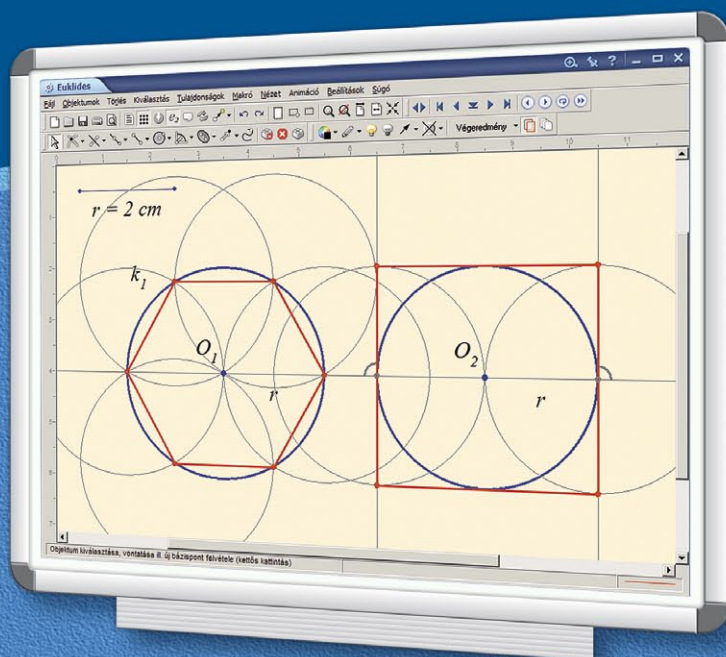 Euklides
Fájl Objektumok Törlés Kiválasztás Tulajdonságok Makró Nézet Animáció Beállítások Súgó
Végeredmény
r = 2 cm
k₁
O₁
r
O₂
r
Objektum kiválasztása, vontatása ill. új bázispont felvétele (kettős kattintás)